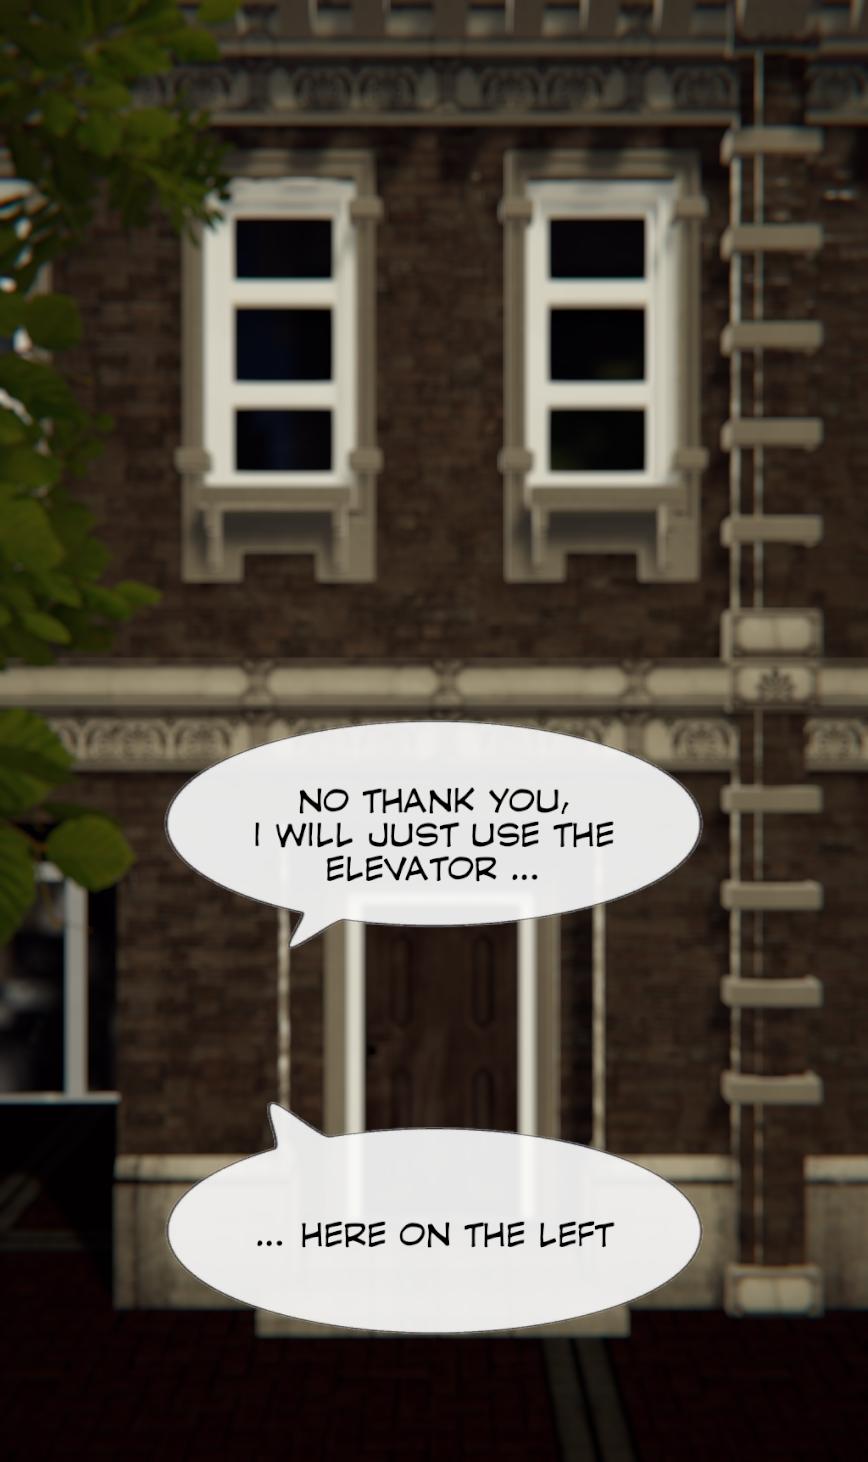 NO THANK YOU,
I WILL JUST USE THE
ELEVATOR ...
... HERE ON THE LEFT